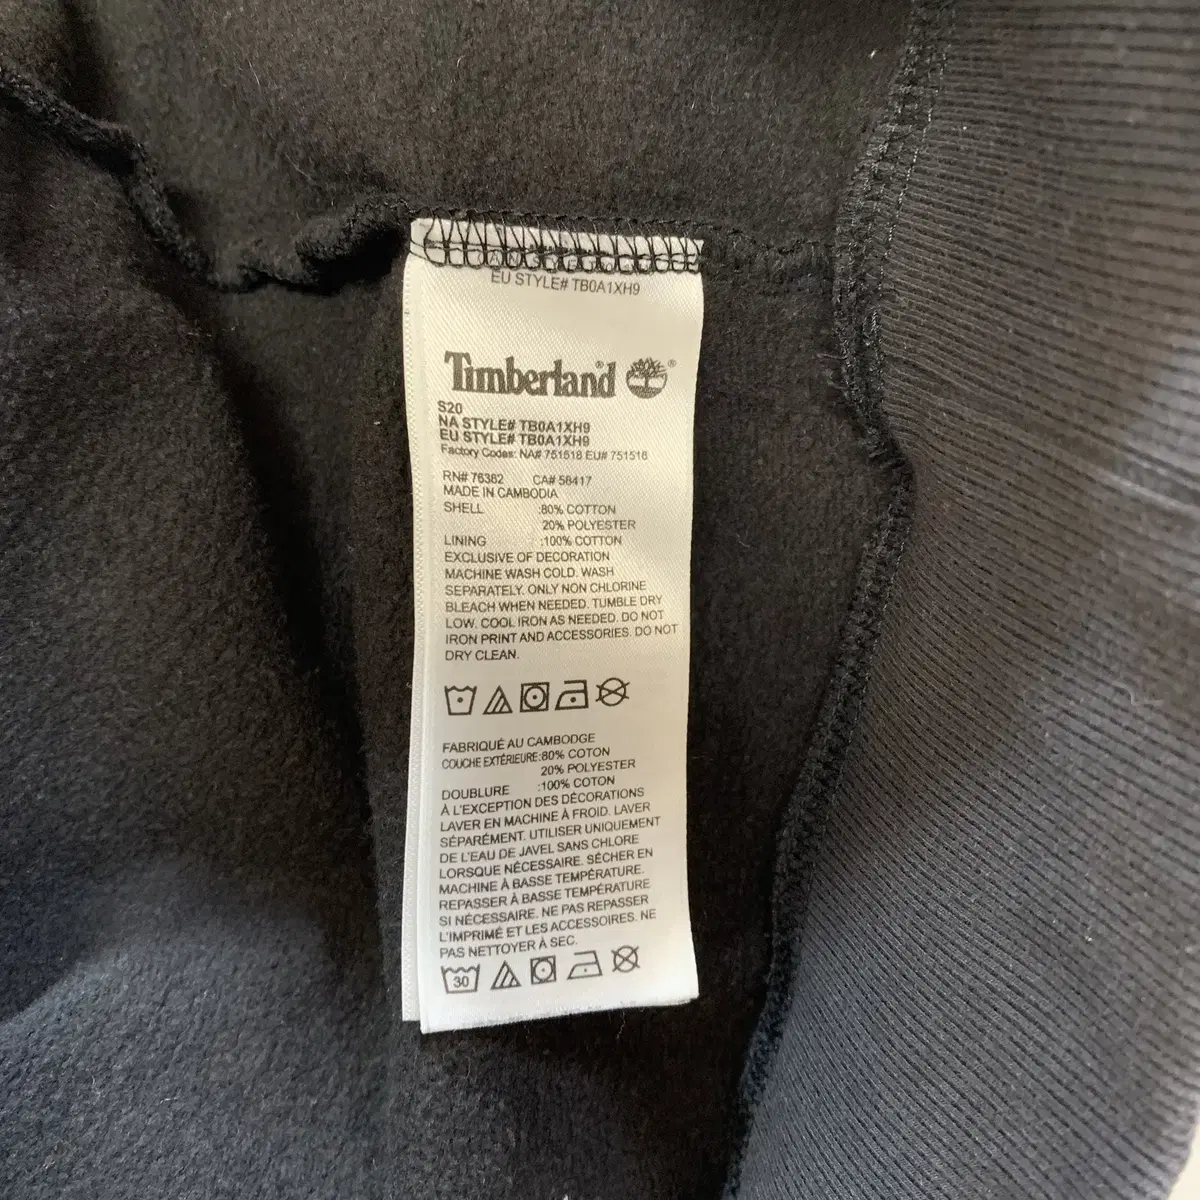 EU STYLE# TB0A1XH9
Timberland®
®
S20
NA STYLE# TB0A1XH9
EU STYLE# TB0A1XH9
Factory Codes: NA# 751518 EU# 751518
RN# 76382 CA# 58417
MADE IN CAMBODIA
SHELL :80% COTTON
20% POLYESTER
LINING :100% COTTON
EXCLUSIVE OF DECORATION
MACHINE WASH COLD. WASH
SEPARATELY. ONLY NON CHLORINE
BLEACH WHEN NEEDED. TUMBLE DRY
LOW. COOL IRON AS NEEDED. DO NOT
IRON PRINT AND ACCESSORIES. DO NOT
DRY CLEAN.
FABRIQUÉ AU CAMBODGE
COUCHE EXTÉRIEURE:80% COTON
20% POLYESTER
DOUBLURE :100% COTON
À L'EXCEPTION DES DÉCORATIONS
LAVER EN MACHINE À FROID. LAVER
SÉPARÉMENT. UTILISER UNIQUEMENT
DE L'EAU DE JAVEL SANS CHLORE
LORSQUE NÉCESSAIRE. SÉCHER EN
MACHINE À BASSE TEMPÉRATURE.
REPASSER À BASSE TEMPÉRATURE
SI NÉCESSAIRE. NE PAS REPASSER
L'IMPRIMÉ ET LES ACCESSOIRES. NE
PAS NETTOYER À SEC.
30